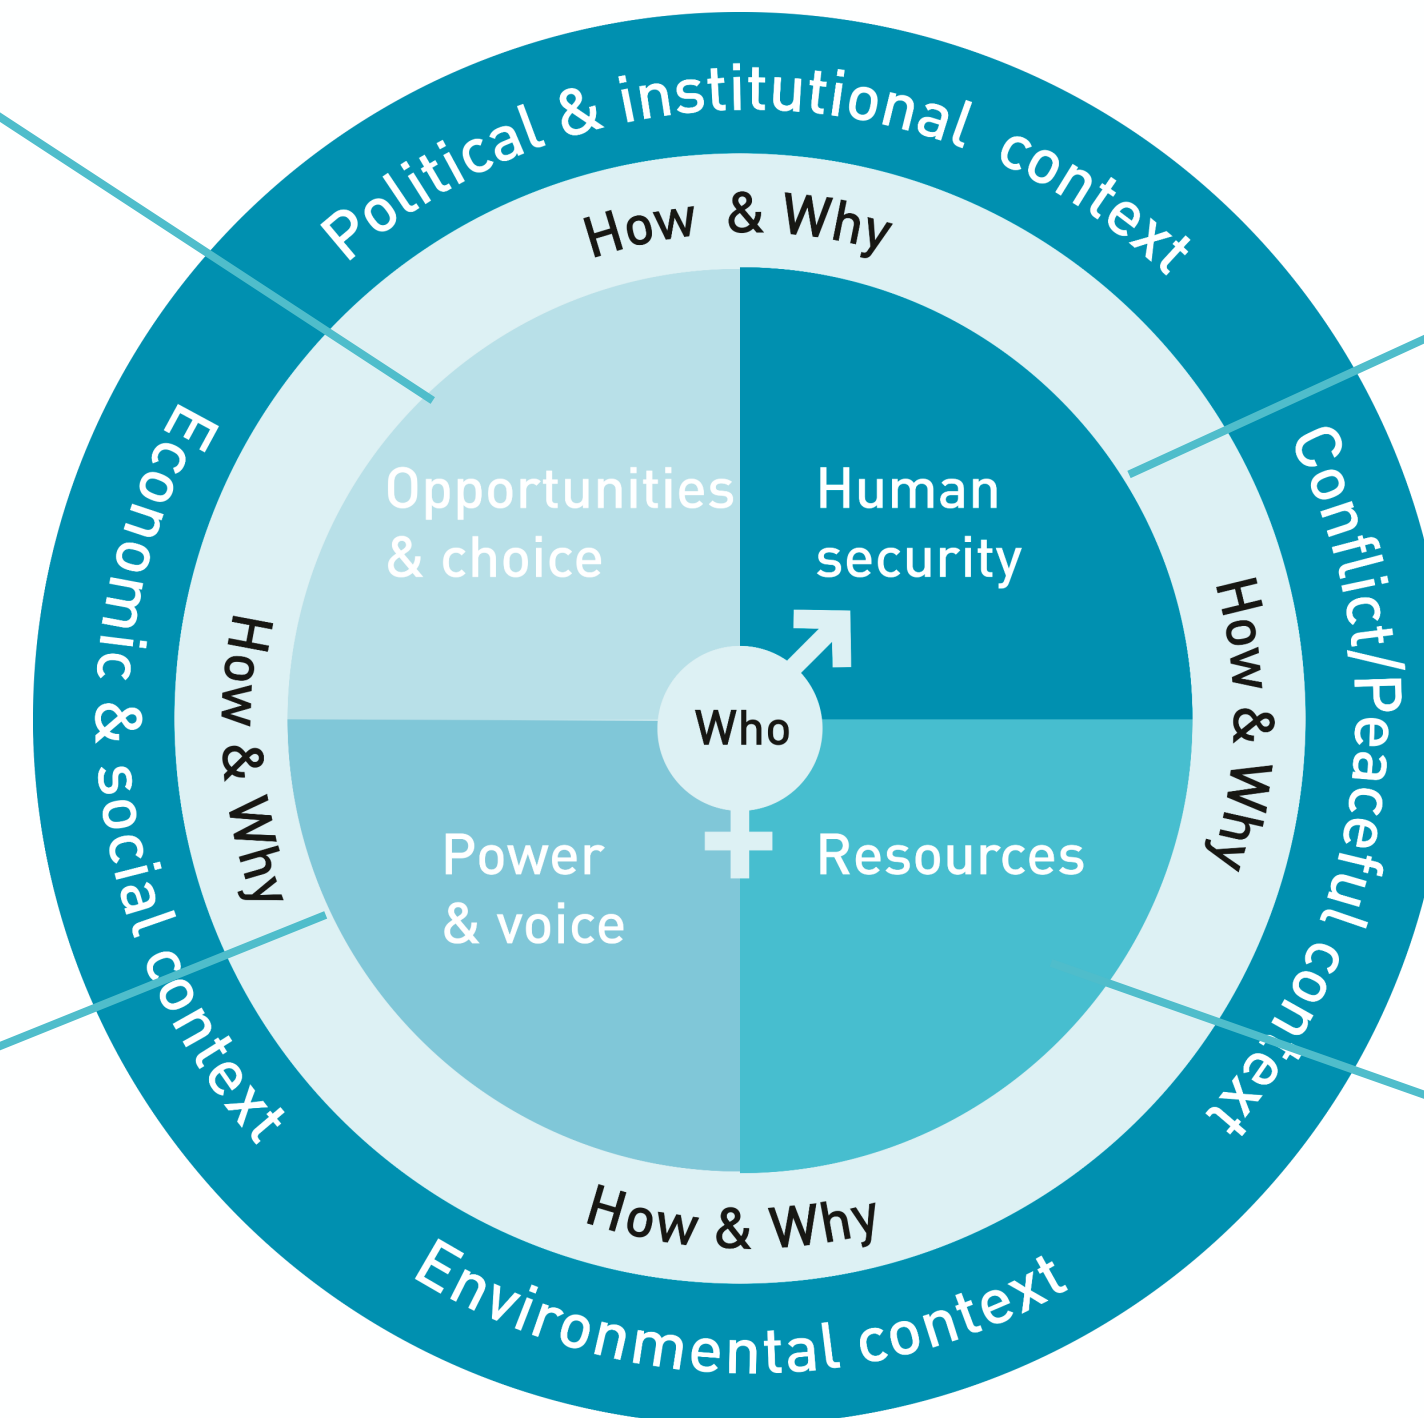 Political & institutional context
How & Why
Economic & social context
How & Why
Opportunities
& choice
Human
security
Who
Power
& voice
Resources
How & Why
Conflict/Peaceful context
How & Why
Environmental context